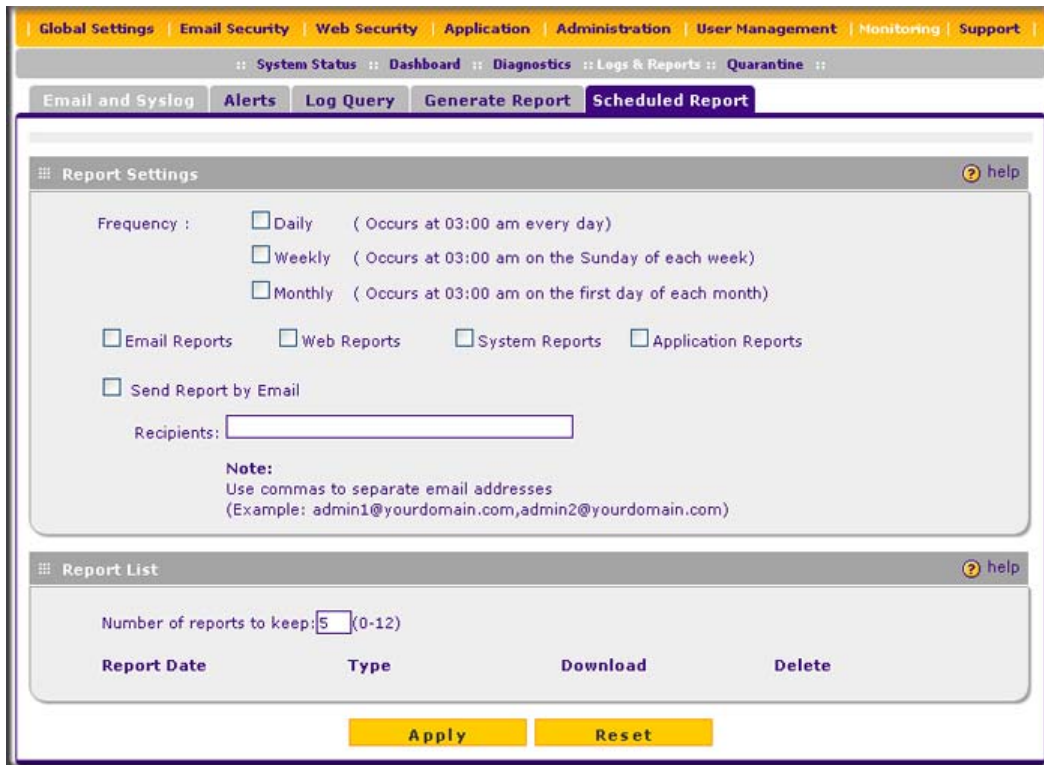 Global Settings | Email Security | Web Security | Application | Administration | User Management | Monitoring | Support
:: System Status :: Dashboard :: Diagnostics :: Logs & Reports :: Quarantine ::
Email and Syslog Alerts Log Query Generate Report Scheduled Report
Report Settings ? help
Frequency : Daily ( Occurs at 03:00 am every day)
Weekly ( Occurs at 03:00 am on the Sunday of each week)
Monthly ( Occurs at 03:00 am on the first day of each month)
Email Reports Web Reports System Reports Application Reports
Send Report by Email
Recipients:
Note:
Use commas to separate email addresses
(Example: admin1@yourdomain.com,admin2@yourdomain.com)
Report List ? help
Number of reports to keep: 5 (0-12)
Report Date Type Download Delete
Apply Reset